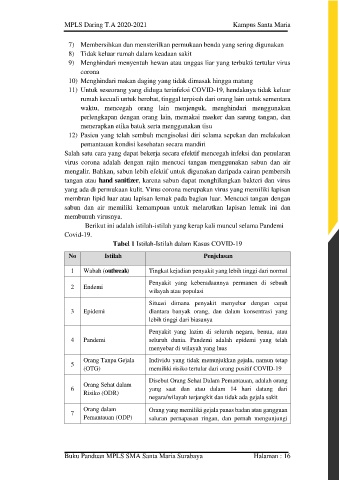 MPLS Daring T.A 2020-2021 Kampus Santa Maria
7) Membersihkan dan mensterilkan permukaan benda yang sering digunakan
8) Tidak keluar rumah dalam keadaan sakit
9) Menghindari menyentuh hewan atau unggas liar yang terbukti tertular virus
corona
10) Menghindari makan daging yang tidak dimasak hingga matang
11) Untuk seseorang yang diduga terinfeksi COVID-19, hendaknya tidak keluar
rumah kecuali untuk berobat, tinggal terpisah dari orang lain untuk sementara
waktu, mencegah orang lain menjenguk, menghindari menggunakan
perlengkapan dengan orang lain, memakai masker dan sarung tangan, dan
menerapkan etika batuk serta menggunakan tisu
12) Pasien yang telah sembuh mengisolasi diri selama sepekan dan melakukan
pemantauan kondisi kesehatan secara mandiri
Salah satu cara yang dapat bekerja secara efektif mencegah infeksi dan penularan
virus corona adalah dengan rajin mencuci tangan menggunakan sabun dan air
mengalir. Bahkan, sabun lebih efektif untuk digunakan daripada cairan pembersih
tangan atau hand sanitizer, karena sabun dapat menghilangkan bakteri dan virus
yang ada di permukaan kulit. Virus corona merupakan virus yang memiliki lapisan
membran lipid luar atau lapisan lemak pada bagian luar. Mencuci tangan dengan
sabun dan air memiliki kemampuan untuk melarutkan lapisan lemak ini dan
membunuh virusnya.
Berikut ini adalah istilah-istilah yang kerap kali muncul selama Pandemi
Covid-19.
Tabel 1 Istilah-Istilah dalam Kasus COVID-19
No Istilah Penjelasan
1 Wabah (outbreak) Tingkat kejadian penyakit yang lebih tinggi dari normal
2 Endemi Penyakit yang keberadaannya permanen di sebuah
wilayah atau populasi
3 Epidemi Situasi dimana penyakit menyebar dengan cepat
diantara banyak orang, dan dalam konsentrasi yang
lebih tinggi dari biasanya
4 Pandemi Penyakit yang lazim di seluruh negara, benua, atau
seluruh dunia. Pandemi adalah epidemi yang telah
menyebar di wilayah yang luas
5 Orang Tanpa Gejala
(OTG) Individu yang tidak menunjukkan gejala, namun tetap
memiliki risiko tertular dari orang positif COVID-19
6 Orang Sehat dalam
Risiko (ODR) Disebut Orang Sehat Dalam Pemantauan, adalah orang
yang saat dan atau dalam 14 hari datang dari
negara/wilayah terjangkit dan tidak ada gejala sakit
7 Orang dalam
Pemantauan (ODP) Orang yang memiliki gejala panas badan atau gangguan
saluran pernapasan ringan, dan pernah mengunjungi
Buku Panduan MPLS SMA Santa Maria Surabaya Halaman : 16